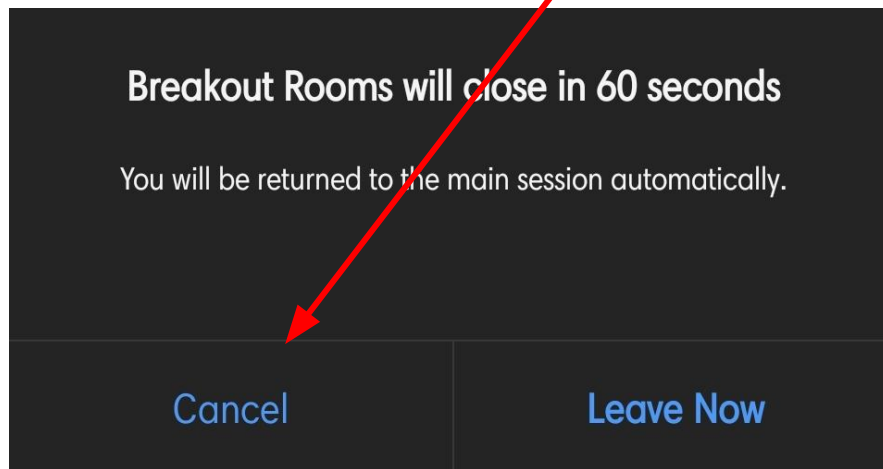 Breakout Rooms will close in 60 seconds
You will be returned to the main session automatically.
Cancel
Leave Now